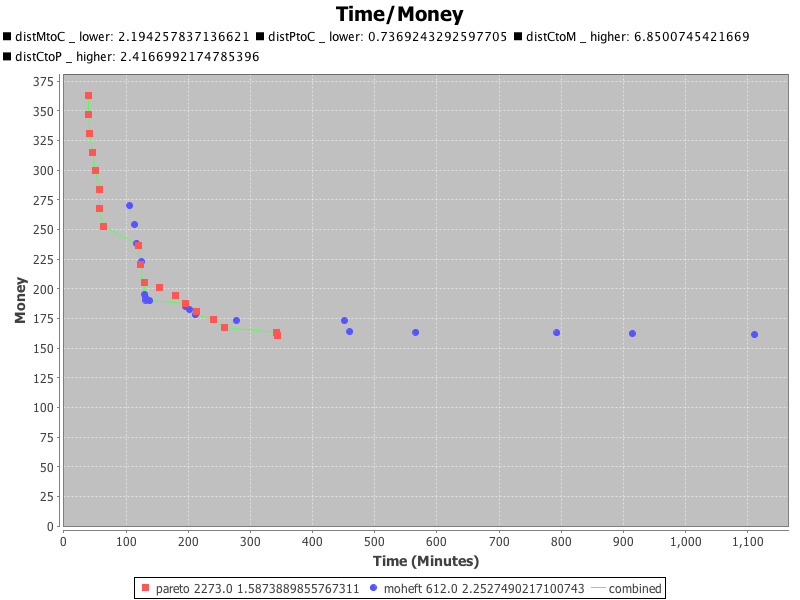 Time/Money
distMtoC _ lower: 2.194257837136621 distPtoC _ lower: 0.7369243292597705 distCtoM _ higher: 6.8500745421669
distCtoP _ higher: 2.4166992174785396
375
350
325
300
275
250
225
200
175
150
125
100
75
50
25
0
Money
0 100 200 300 400 500 600 700 800 900 1,000 1,100
Time (Minutes)
pareto 2273.0 1.5873889855767311 moheft 612.0 2.2527490217100743 combined